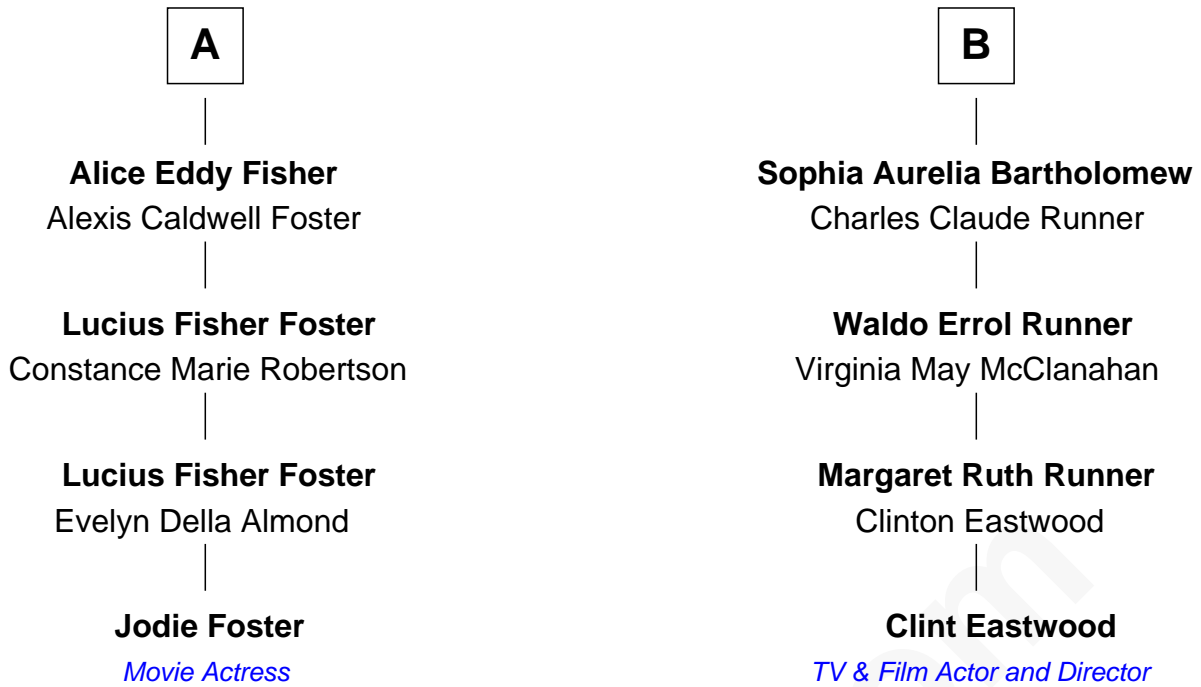 A
Alice Eddy Fisher
Alexis Caldwell Foster
Lucius Fisher Foster
Constance Marie Robertson
Lucius Fisher Foster
Evelyn Della Almond
Jodie Foster
Movie Actress
B
Sophia Aurelia Bartholomew
Charles Claude Runner
Waldo Errol Runner
Virginia May McClanahan
Margaret Ruth Runner
Clinton Eastwood
Clint Eastwood
TV & Film Actor and Director